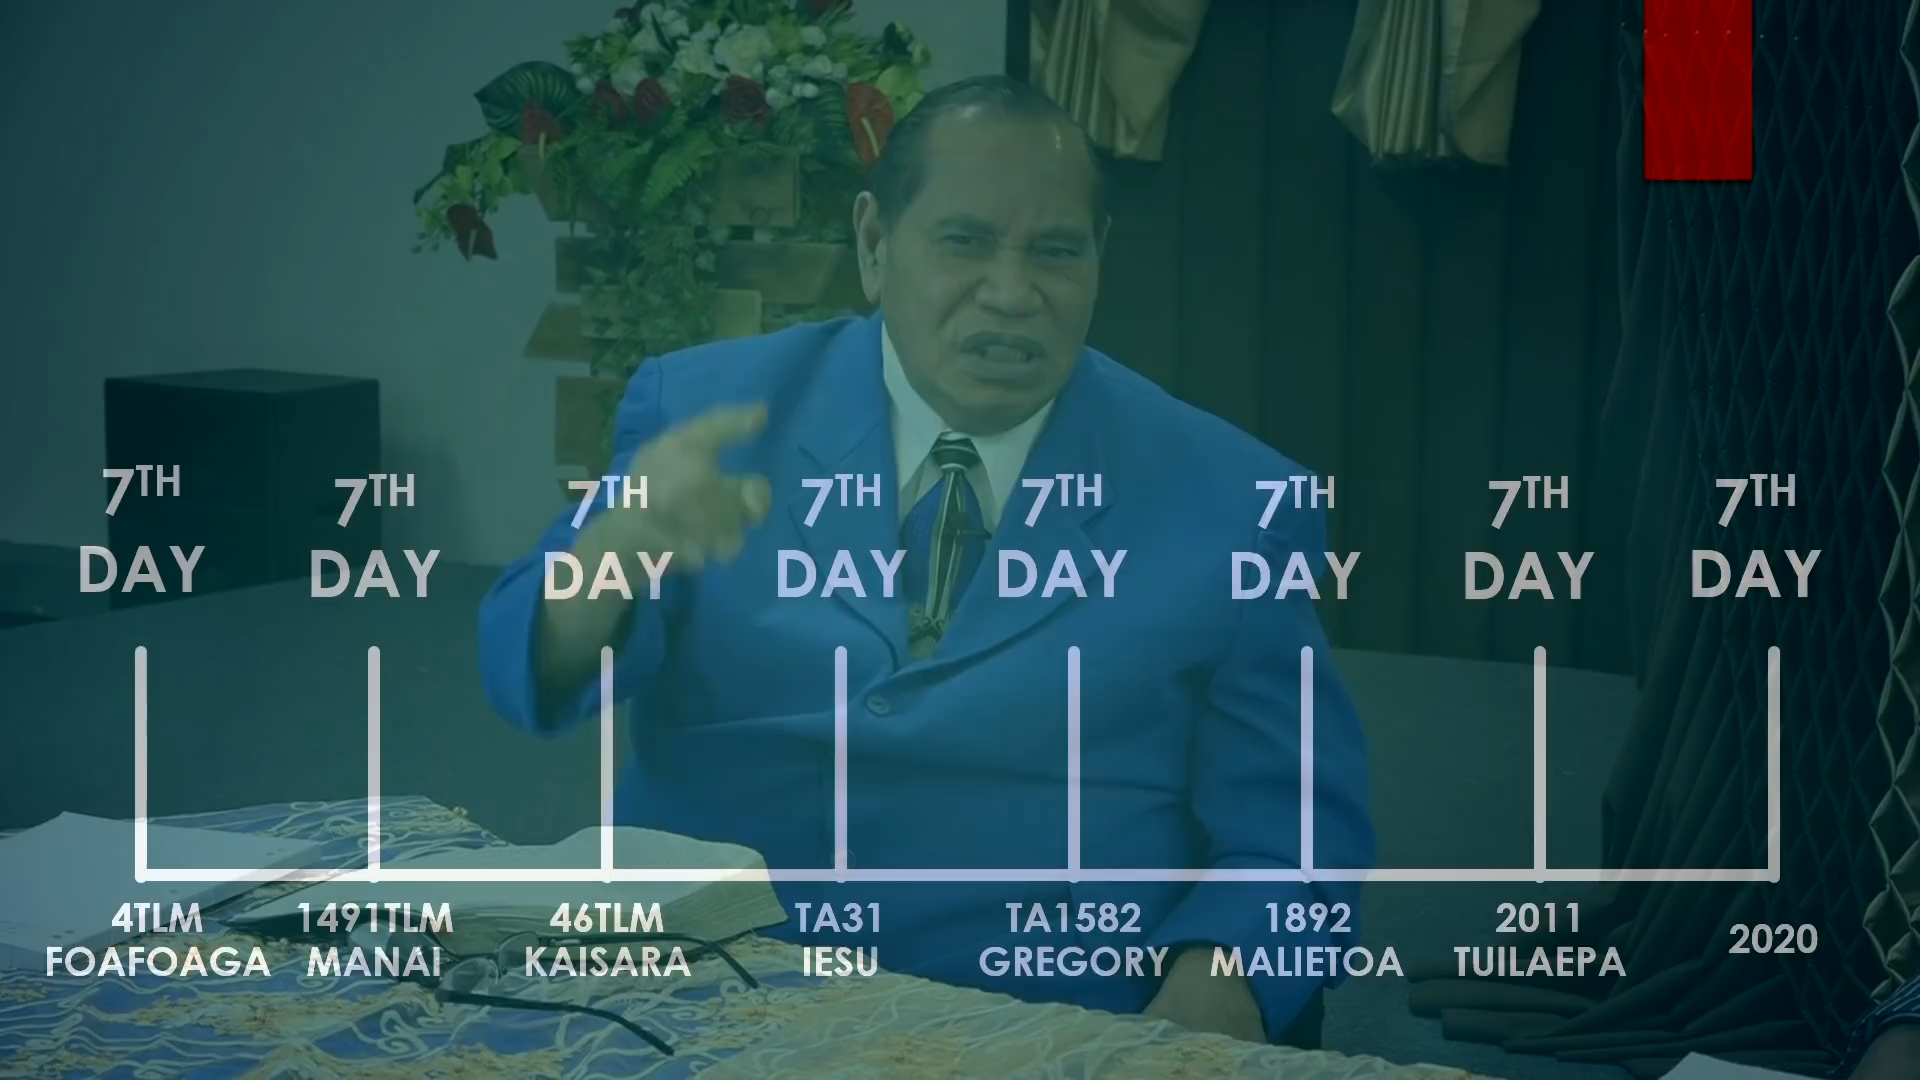 7TH DAY
7TH DAY
7TH DAY
7TH DAY
7TH DAY
7TH DAY
7TH DAY
7TH DAY
4TLM FOAFOAGA
1491TLM MANAI
46TLM KAISARA
TA31 IESU
TA1582 GREGORY
1892 MALIETOA
2011 TUILAEPA
2020